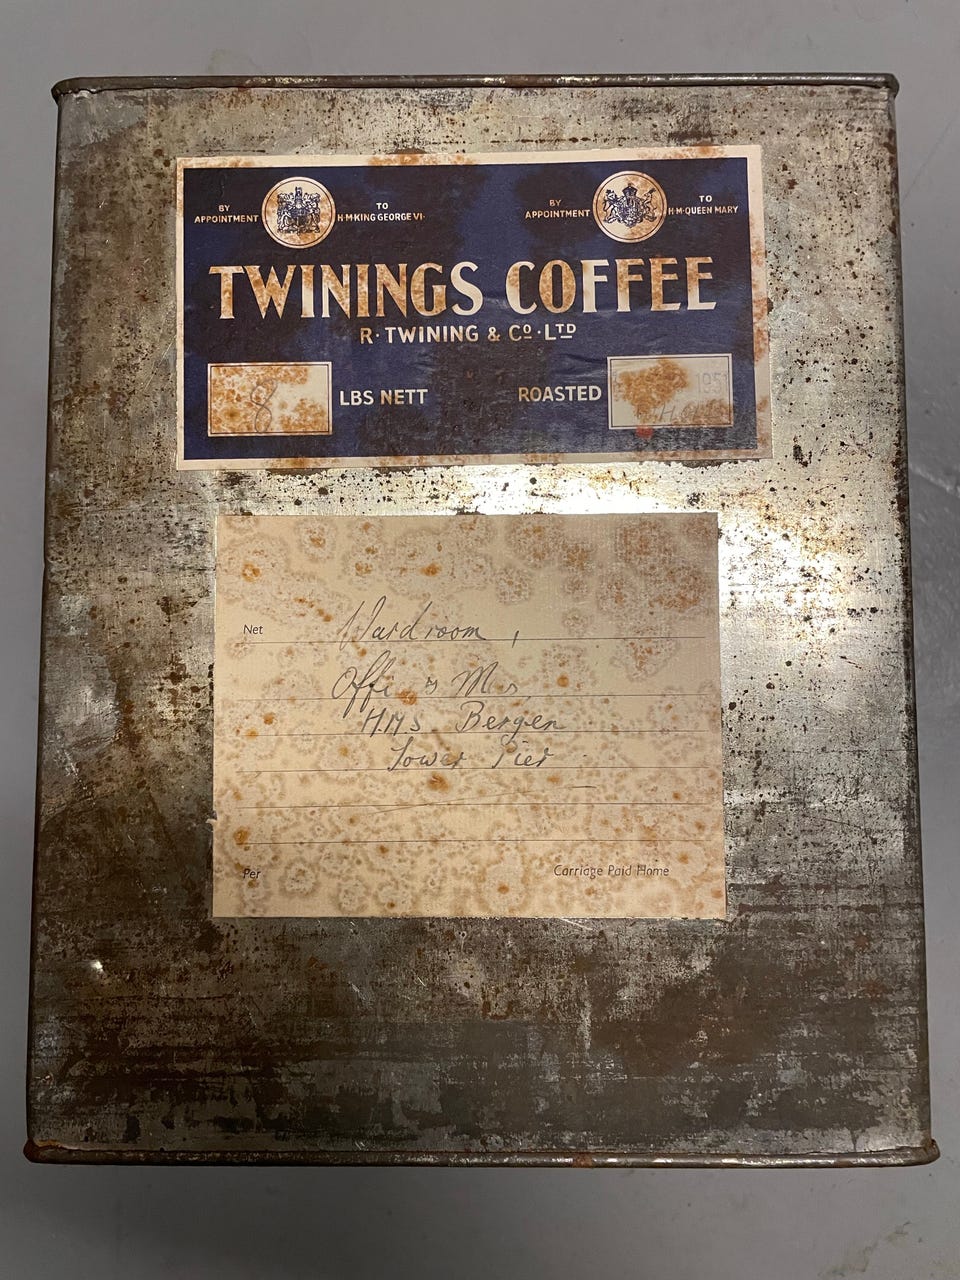 BY APPOINTMENT TO H·M·KING GEORGE VI·
BY APPOINTMENT TO H·M·QUEEN MARY
TWININGS COFFEE
R·TWINING & Cº·LTD
8 LBS NETT ROASTED 1951
Net Wardroom,
Offi
H.M.S. Bergen
Tower Pier
Per Carriage Paid Home